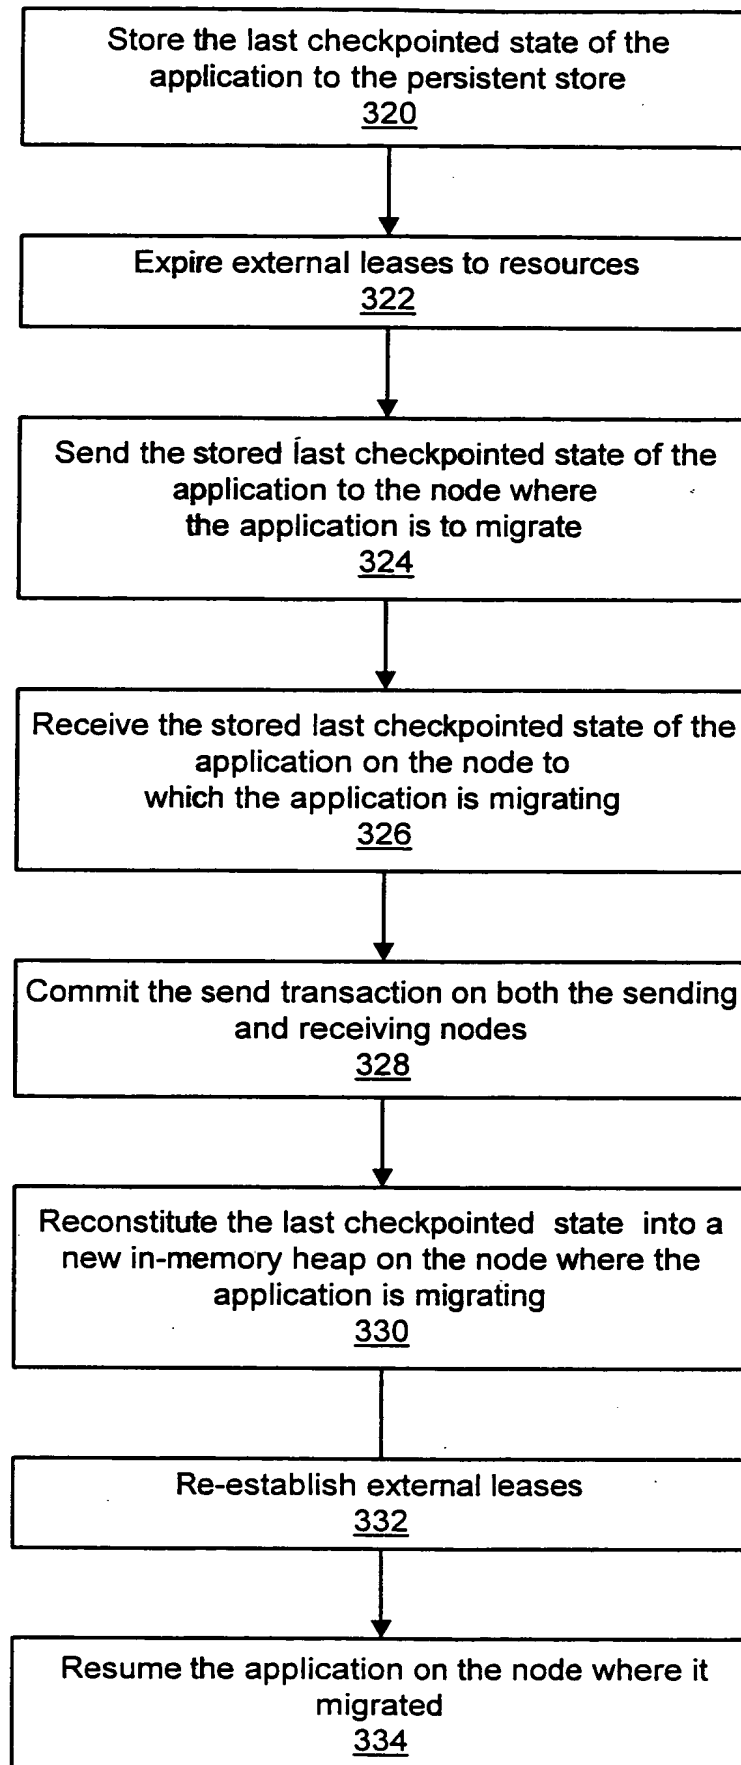 Store the last checkpointed state of the
application to the persistent store
320
Expire external leases to resources
322
Send the stored last checkpointed state of the
application to the node where
the application is to migrate
324
Receive the stored last checkpointed state of the
application on the node to
which the application is migrating
326
Commit the send transaction on both the sending
and receiving nodes
328
Reconstitute the last checkpointed state into a
new in-memory heap on the node where the
application is migrating
330
Re-establish external leases
332
Resume the application on the node where it
migrated
334